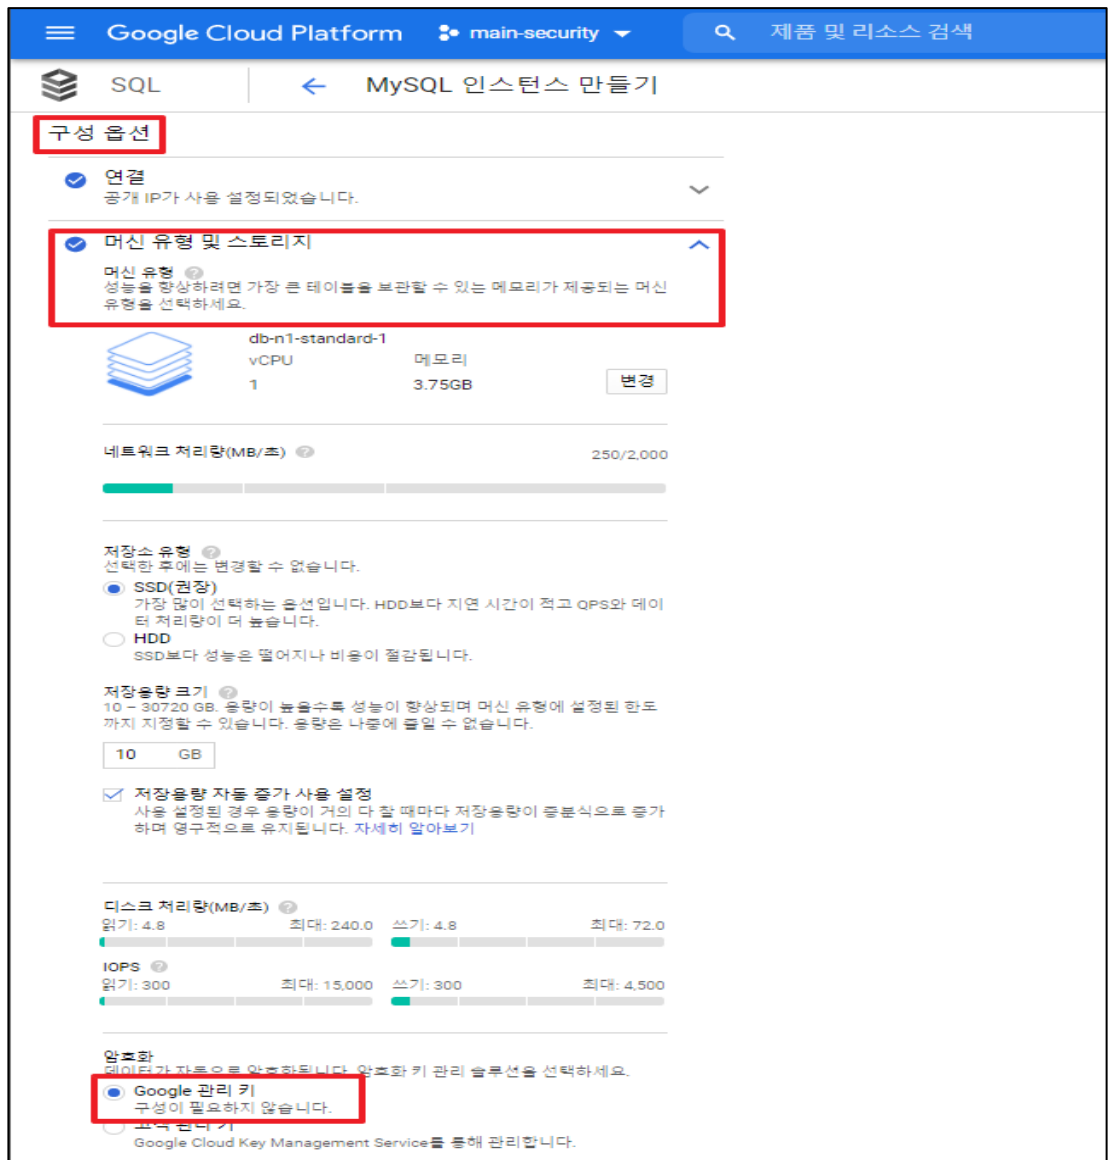 Google Cloud Platform
main-security
제품 및 리소스 검색
SQL
MySQL 인스턴스 만들기
구성 옵션
연결
공개 IP가 사용 설정되었습니다.
머신 유형 및 스토리지
머신 유형
성능을 향상하려면 가장 큰 테이블을 보관할 수 있는 메모리가 제공되는 머신
유형을 선택하세요.
db-n1-standard-1
vCPU 메모리
1 3.75GB
변경
네트워크 처리량(MB/초) 250/2,000
저장소 유형
선택한 후에는 변경할 수 없습니다.
SSD(권장)
가장 많이 선택하는 옵션입니다. HDD보다 지연 시간이 적고 QPS와 데이
터 처리량이 더 높습니다.
HDD
SSD보다 성능은 떨어지나 비용이 절감됩니다.
저장용량 크기
10 – 30720 GB. 용량이 높을수록 성능이 향상되며 머신 유형에 설정된 한도
까지 지정할 수 있습니다. 용량은 나중에 줄일 수 없습니다.
10 GB
저장용량 자동 증가 사용 설정
사용 설정된 경우 용량이 거의 다 찰 때마다 저장용량이 증분식으로 증가
하며 영구적으로 유지됩니다. 자세히 알아보기
디스크 처리량(MB/초)
읽기: 4.8 최대: 240.0 쓰기: 4.8 최대: 72.0
IOPS
읽기: 300 최대: 15,000 쓰기: 300 최대: 4,500
암호화
데이터가 자동으로 암호화됩니다. 암호화 키 관리 솔루션을 선택하세요.
Google 관리 키
구성이 필요하지 않습니다.
고객 관리 키
Google Cloud Key Management Service를 통해 관리합니다.